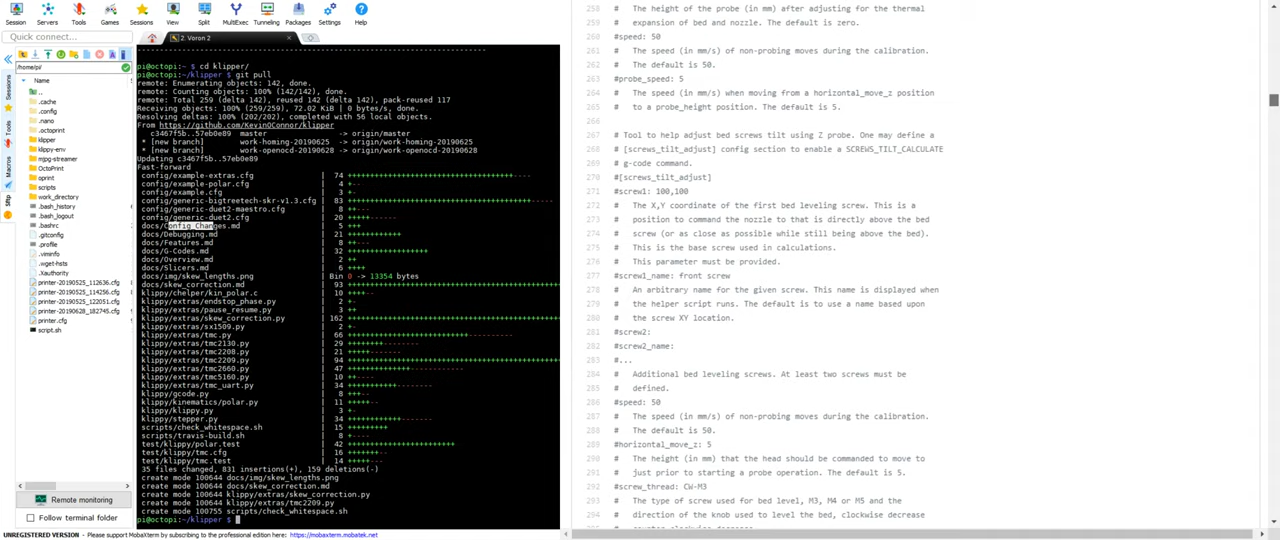 Session Servers Tools Games Sessions View Split MultiExec Tunneling Packages Settings Help
Quick connect...
2. Voron 2
/home/pi/
Name
..
.cache
.config
.nano
.octoprint
klipper
klippy-env
mjpg-streamer
OctoPrint
oprint
scripts
work_directory
.bash_history
.bash_logout
.bashrc
.gitconfig
.profile
.viminfo
.wget-hsts
.Xauthority
printer-20190525_112636.cfg
printer-20190525_114256.cfg
printer-20190525_122051.cfg
printer-20190628_182745.cfg
printer.cfg
script.sh
Sessions
Tools
Macros
Sftp
Remote monitoring
Follow terminal folder
pi@octopi:~ $ cd klipper/
pi@octopi:~/klipper $ git pull
remote: Enumerating objects: 142, done.
remote: Counting objects: 100% (142/142), done.
remote: Total 259 (delta 142), reused 142 (delta 142), pack-reused 117
Receiving objects: 100% (259/259), 72.02 KiB | 0 bytes/s, done.
Resolving deltas: 100% (202/202), completed with 56 local objects.
From https://github.com/KevinOConnor/klipper
c3467f5b..57eb0e89 master -> origin/master
* [new branch] work-homing-20190625 -> origin/work-homing-20190625
* [new branch] work-openocd-20190628 -> origin/work-openocd-20190628
Updating c3467f5b..57eb0e89
Fast-forward
config/example-extras.cfg | 74
config/example-polar.cfg | 4 +--
config/example.cfg | 3 +-
config/generic-bigtreetech-skr-v1.3.cfg | 83
config/generic-duet2-maestro.cfg | 8 ++--
config/generic-duet2.cfg | 20
docs/Config_Changes.md | 5 +++
docs/Debugging.md | 18
docs/Features.md | 8 ++---
docs/G-Codes.md | 32
docs/Overview.md | 2 ++
docs/Slicers.md | 6 ++++
docs/img/skew_lengths.png | Bin 0 -> 13354 bytes
docs/skew_correction.md | 93
klippy/chelper/kin_polar.c | 10 ++++--
klippy/extras/endstop_phase.py | 2 +-
klippy/extras/pause_resume.py | 3 ++
klippy/extras/skew_correction.py | 162
klippy/extras/sx1509.py | 2 +-
klippy/extras/tmc.py | 66
klippy/extras/tmc2130.py | 29
klippy/extras/tmc2208.py | 21
klippy/extras/tmc2209.py | 94
klippy/extras/tmc2660.py | 47
klippy/extras/tmc5160.py | 10
klippy/extras/tmc_uart.py | 34
klippy/gcode.py | 8
klippy/kinematics/polar.py | 11
klippy/klippy.py | 3 +-
klippy/stepper.py | 34
scripts/check_whitespace.sh | 15
scripts/travis-build.sh | 8
test/klippy/polar.test | 42
test/klippy/tmc.cfg | 16
test/klippy/tmc.test | 14
35 files changed, 831 insertions(+), 159 deletions(-)
create mode 100644 docs/img/skew_lengths.png
create mode 100644 docs/skew_correction.md
create mode 100644 klippy/extras/skew_correction.py
create mode 100644 klippy/extras/tmc2209.py
create mode 100755 scripts/check_whitespace.sh
pi@octopi:~/klipper $
258 # The height of the probe (in mm) after adjusting for the thermal
259 # expansion of bed and nozzle. The default is zero.
260 #speed: 50
261 # The speed (in mm/s) of non-probing moves during the calibration.
262 # The default is 50.
263 #probe_speed: 5
264 # The speed (in mm/s) when moving from a horizontal_move_z position
265 # to a probe_height position. The default is 5.
266
267 # Tool to help adjust bed screws tilt using Z probe. One may define a
268 # [screws_tilt_adjust] config section to enable a SCREWS_TILT_CALCULATE
269 # g-code command.
270 #[screws_tilt_adjust]
271 #screw1: 100,100
272 # The X,Y coordinate of the first bed leveling screw. This is a
273 # position to command the nozzle to that is directly above the bed
274 # screw (or as close as possible while still being above the bed).
275 # This is the base screw used in calculations.
276 # This parameter must be provided.
277 #screw1_name: front screw
278 # An arbitrary name for the given screw. This name is displayed when
279 # the helper script runs. The default is to use a name based upon
280 # the screw XY location.
281 #screw2:
282 #screw2_name:
283 #...
284 # Additional bed leveling screws. At least two screws must be
285 # defined.
286 #speed: 50
287 # The speed (in mm/s) of non-probing moves during the calibration.
288 # The default is 50.
289 #horizontal_move_z: 5
290 # The height (in mm) that the head should be commanded to move to
291 # just prior to starting a probe operation. The default is 5.
292 #screw_thread: CW-M3
293 # The type of screw used for bed level, M3, M4 or M5 and the
294 # direction of the knob used to level the bed, clockwise decrease
UNREGISTERED VERSION - Please support MobaXterm by subscribing to the professional edition here: https://mobaxterm.mobatek.net